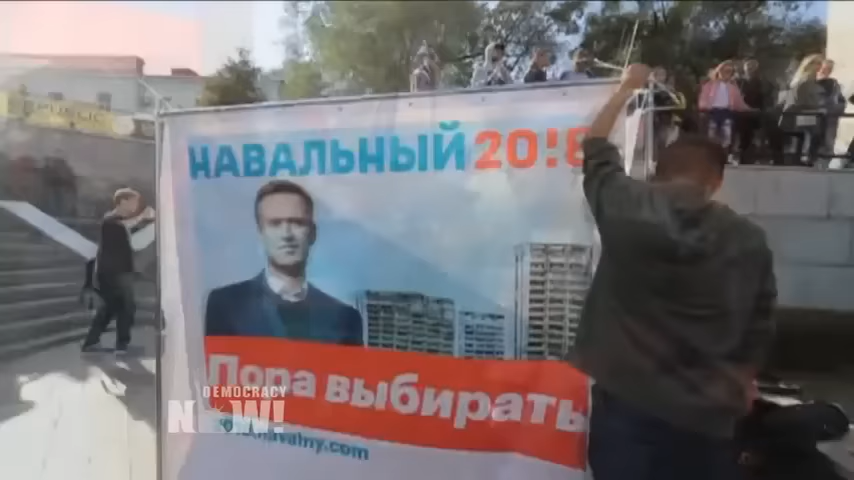 НАВАЛЬНЫЙ 20!8
Пора выбирать
DEMOCRACY
NOW!
navalny.com